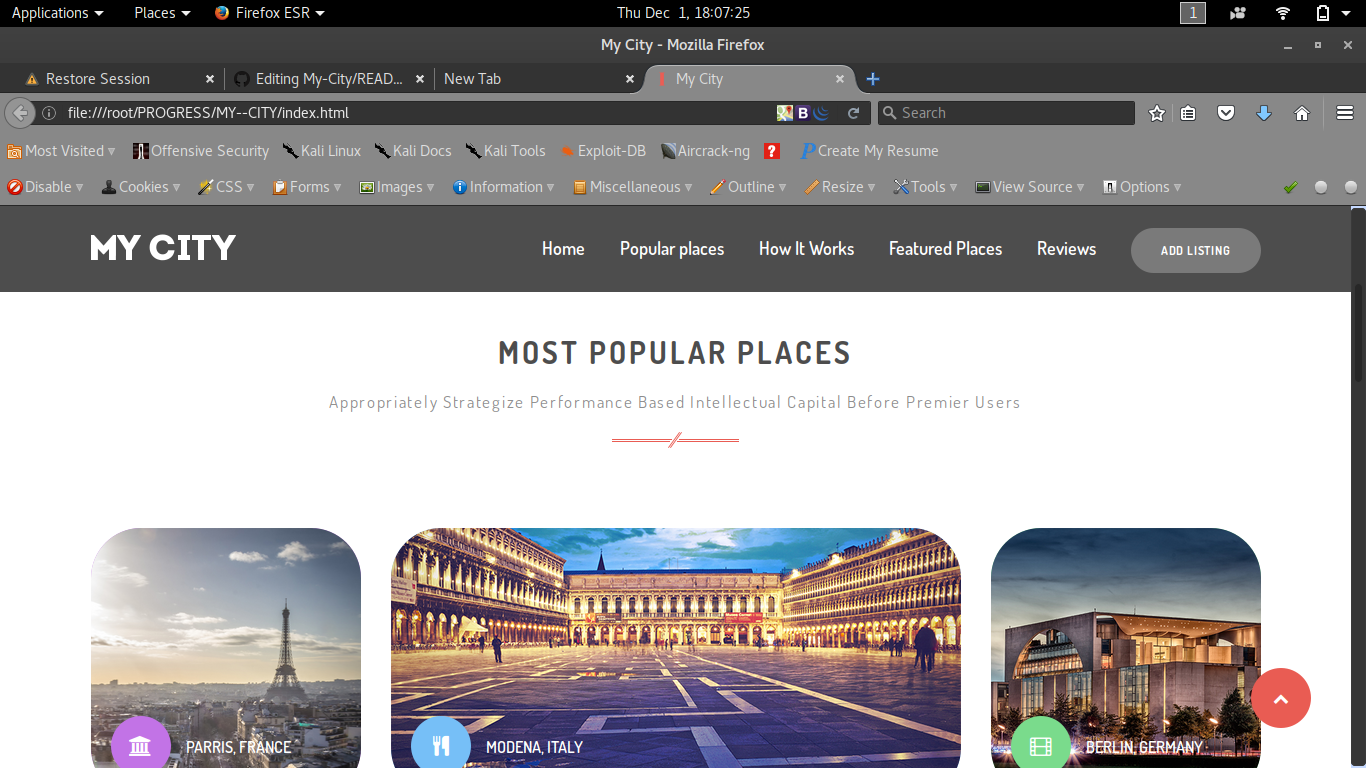 Applications Places Firefox ESR Thu Dec 1, 18:07:25 1
My City - Mozilla Firefox
Restore Session Editing My-City/READ... New Tab My City
file:///root/PROGRESS/MY--CITY/index.html B Search
Most Visited Offensive Security Kali Linux Kali Docs Kali Tools Exploit-DB Aircrack-ng ? Create My Resume
Disable Cookies CSS Forms Images Information Miscellaneous Outline Resize Tools View Source Options
MY CITY Home Popular places How It Works Featured Places Reviews ADD LISTING
MOST POPULAR PLACES
Appropriately Strategize Performance Based Intellectual Capital Before Premier Users
PARRIS, FRANCE MODENA, ITALY BERLIN, GERMANY